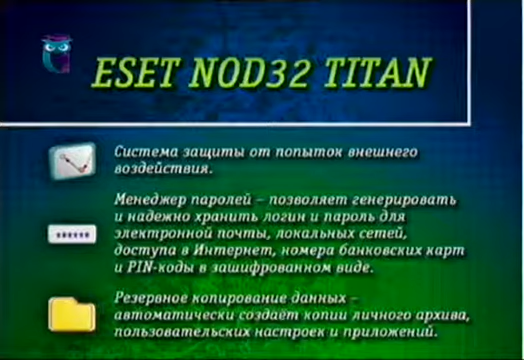 ESET NOD32 TITAN
Система защиты от попыток внешнего
воздействия.
Менеджер паролей – позволяет генерировать
и надежно хранить логин и пароль для
электронной почты, локальных сетей,
доступа в Интернет, номера банковских карт
и PIN-коды в зашифрованном виде.
Резервное копирование данных –
автоматически создаёт копии личного архива,
пользовательских настроек и приложений.